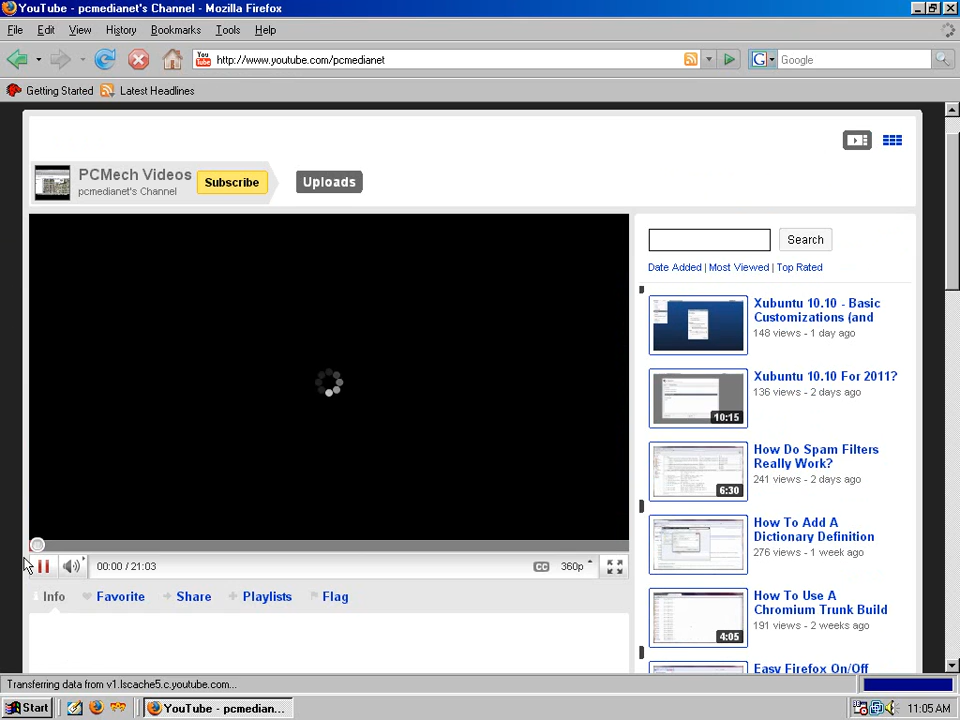 YouTube - pcmedianet's Channel - Mozilla Firefox
File Edit View History Bookmarks Tools Help
You Tube http://www.youtube.com/pcmedianet G Google
Getting Started Latest Headlines
PCMech Videos
pcmedianet's Channel
Subscribe
Uploads
Search
Date Added | Most Viewed | Top Rated
Xubuntu 10.10 - Basic
Customizations (and
148 views - 1 day ago
Xubuntu 10.10 For 2011?
136 views - 2 days ago
10:15
How Do Spam Filters
Really Work?
241 views - 2 days ago
6:30
How To Add A
Dictionary Definition
276 views - 1 week ago
How To Use A
Chromium Trunk Build
191 views - 2 weeks ago
4:05
Easy Firefox On/Off
00:00 / 21:03 CC 360p
Info Favorite Share Playlists Flag
Transferring data from v1.lscache5.c.youtube.com...
Start YouTube - pcmedian... 11:05 AM